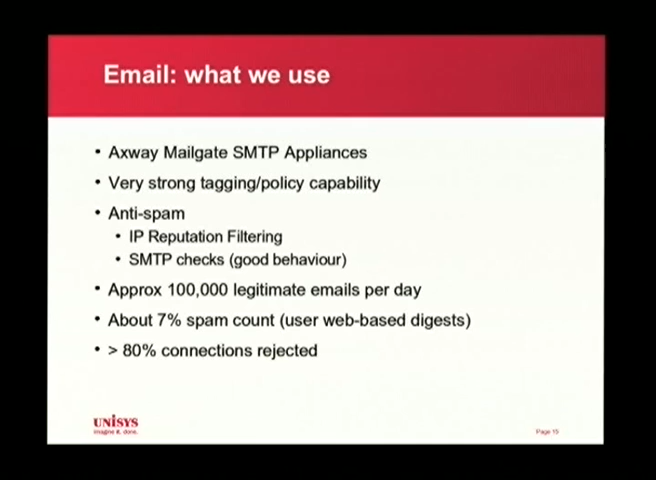 Email: what we use
• Axway Mailgate SMTP Appliances
• Very strong tagging/policy capability
• Anti-spam
• IP Reputation Filtering
• SMTP checks (good behaviour)
• Approx 100,000 legitimate emails per day
• About 7% spam count (user web-based digests)
• > 80% connections rejected
UNISYS
imagine it. done.